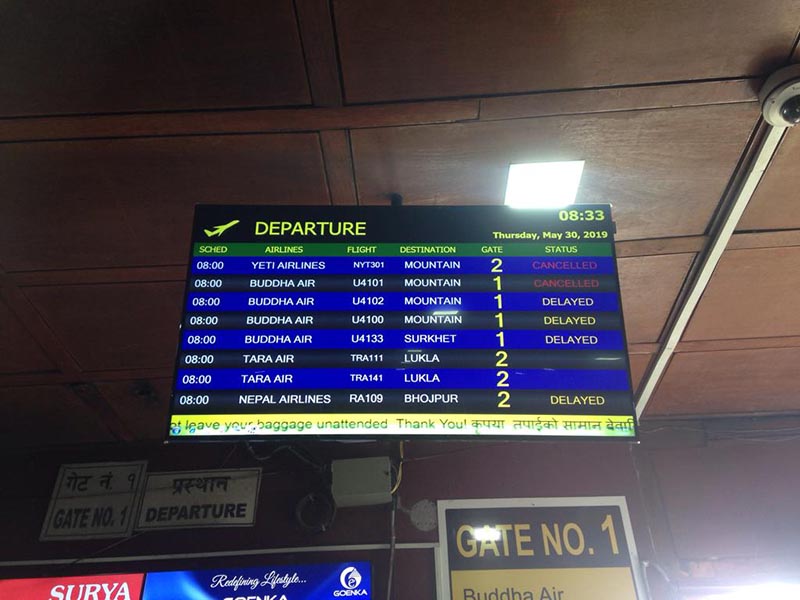 DEPARTURE 08:33
Thursday, May 30, 2019
SCHED AIRLINES FLIGHT DESTINATION GATE STATUS
08:00 YETI AIRLINES NYT301 MOUNTAIN 2 CANCELLED
08:00 BUDDHA AIR U4101 MOUNTAIN 1 CANCELLED
08:00 BUDDHA AIR U4102 MOUNTAIN 1 DELAYED
08:00 BUDDHA AIR U4100 MOUNTAIN 1 DELAYED
08:00 BUDDHA AIR U4133 SURKHET 1 DELAYED
08:00 TARA AIR TRA111 LUKLA 2
08:00 TARA AIR TRA141 LUKLA 2
08:00 NEPAL AIRLINES RA109 BHOJPUR 2 DELAYED
ot leave your baggage unattended Thank You! कृपया तपाईको सामान
गेट नं. १
GATE NO. 1
प्रस्थान
DEPARTURE
GATE NO. 1
Buddha Air
SURYA
Redefining Lifestyle...
GOENKA
GOENKA